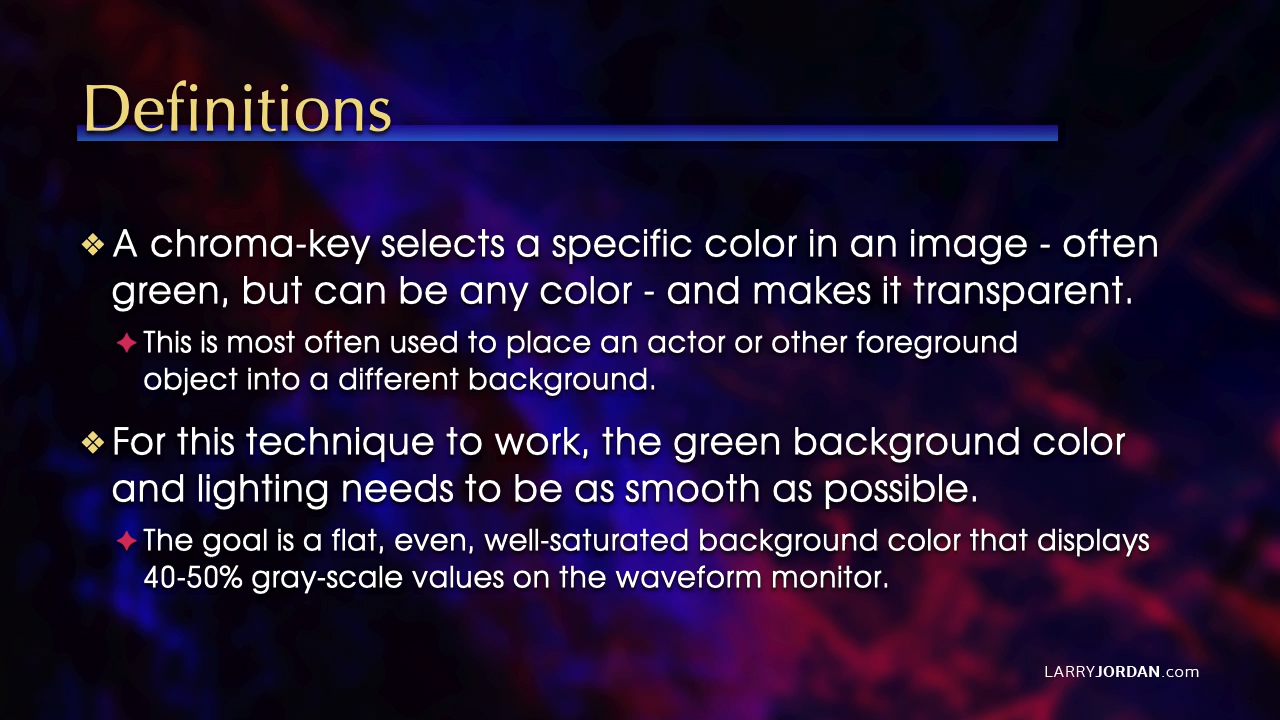 Definitions
❖ A chroma-key selects a specific color in an image - often
green, but can be any color - and makes it transparent.
✦ This is most often used to place an actor or other foreground
object into a different background.
❖ For this technique to work, the green background color
and lighting needs to be as smooth as possible.
✦ The goal is a flat, even, well-saturated background color that displays
40-50% gray-scale values on the waveform monitor.
LARRYJORDAN.com